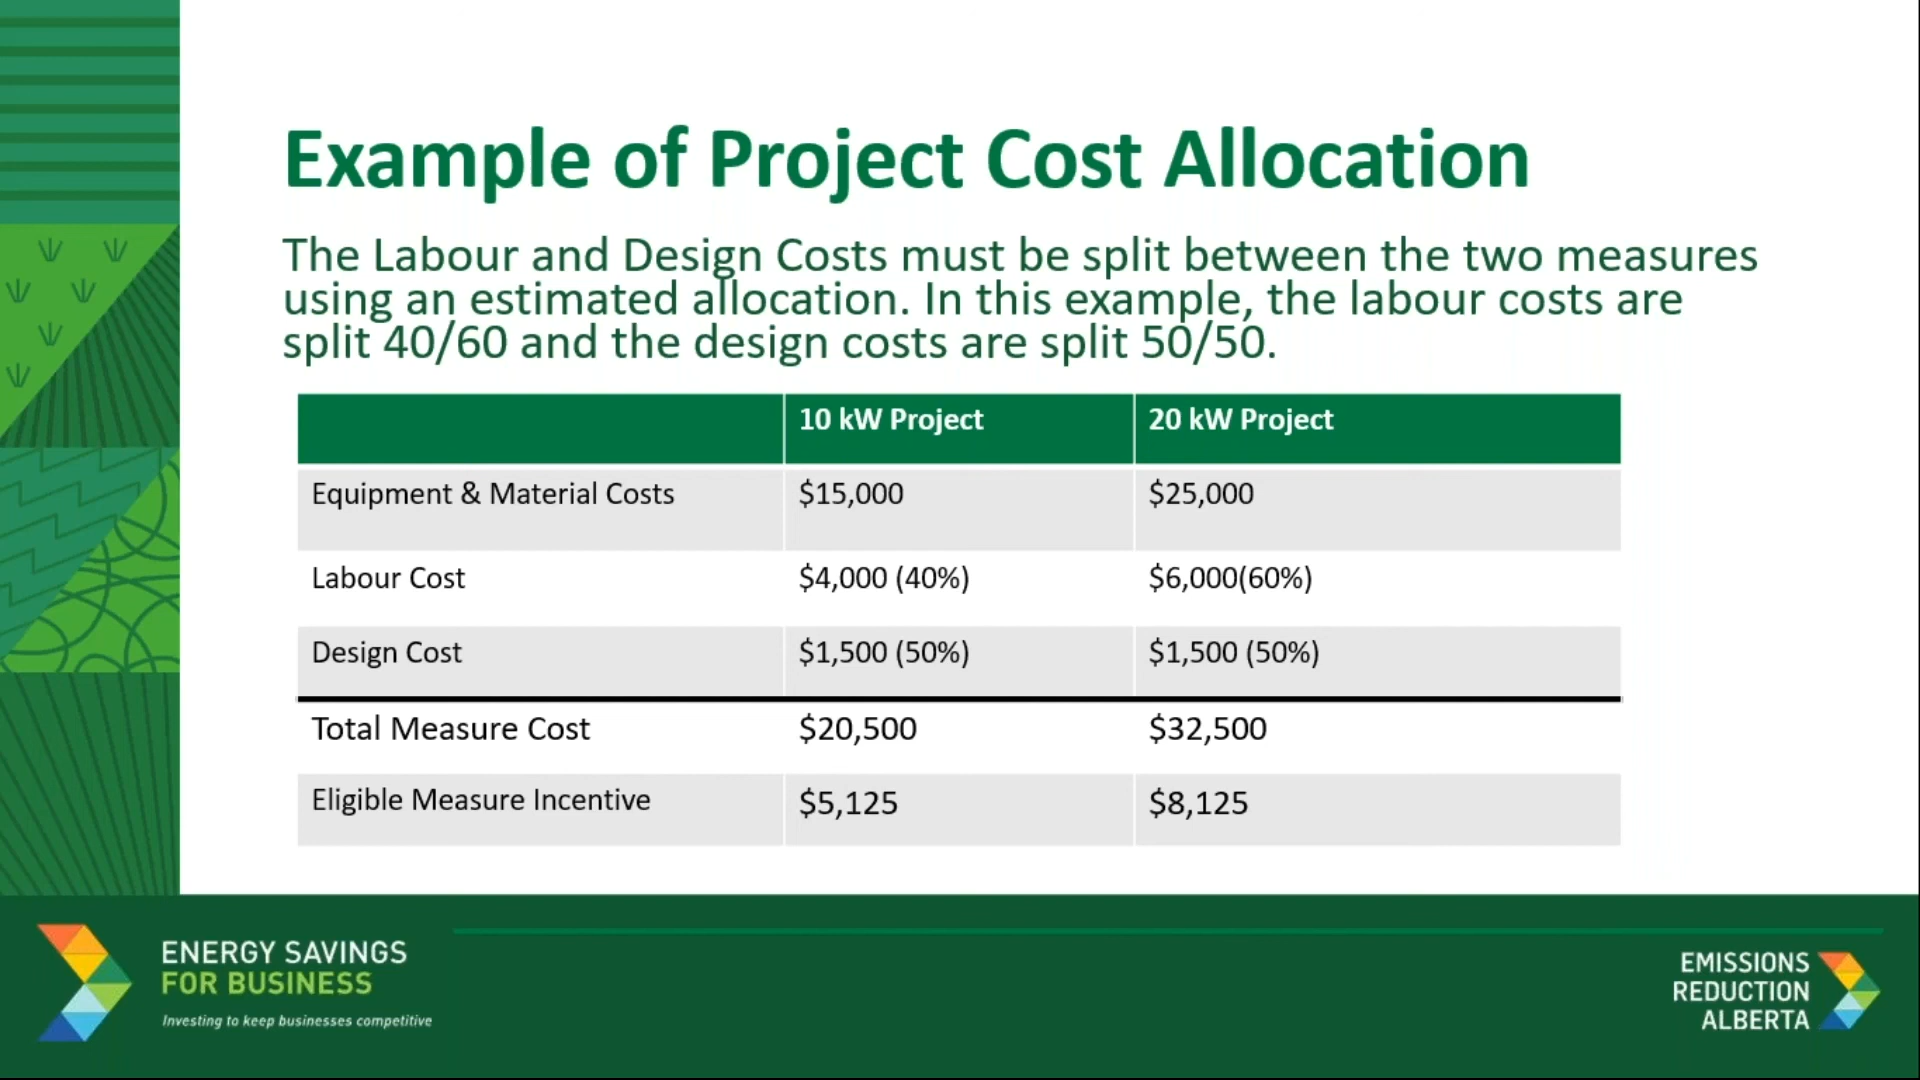 Example of Project Cost Allocation
The Labour and Design Costs must be split between the two measures
using an estimated allocation. In this example, the labour costs are
split 40/60 and the design costs are split 50/50.
10 kW Project 20 kW Project
Equipment & Material Costs $15,000 $25,000
Labour Cost $4,000 (40%) $6,000(60%)
Design Cost $1,500 (50%) $1,500 (50%)
Total Measure Cost $20,500 $32,500
Eligible Measure Incentive $5,125 $8,125
ENERGY SAVINGS
FOR BUSINESS
Investing to keep businesses competitive
EMISSIONS
REDUCTION
ALBERTA